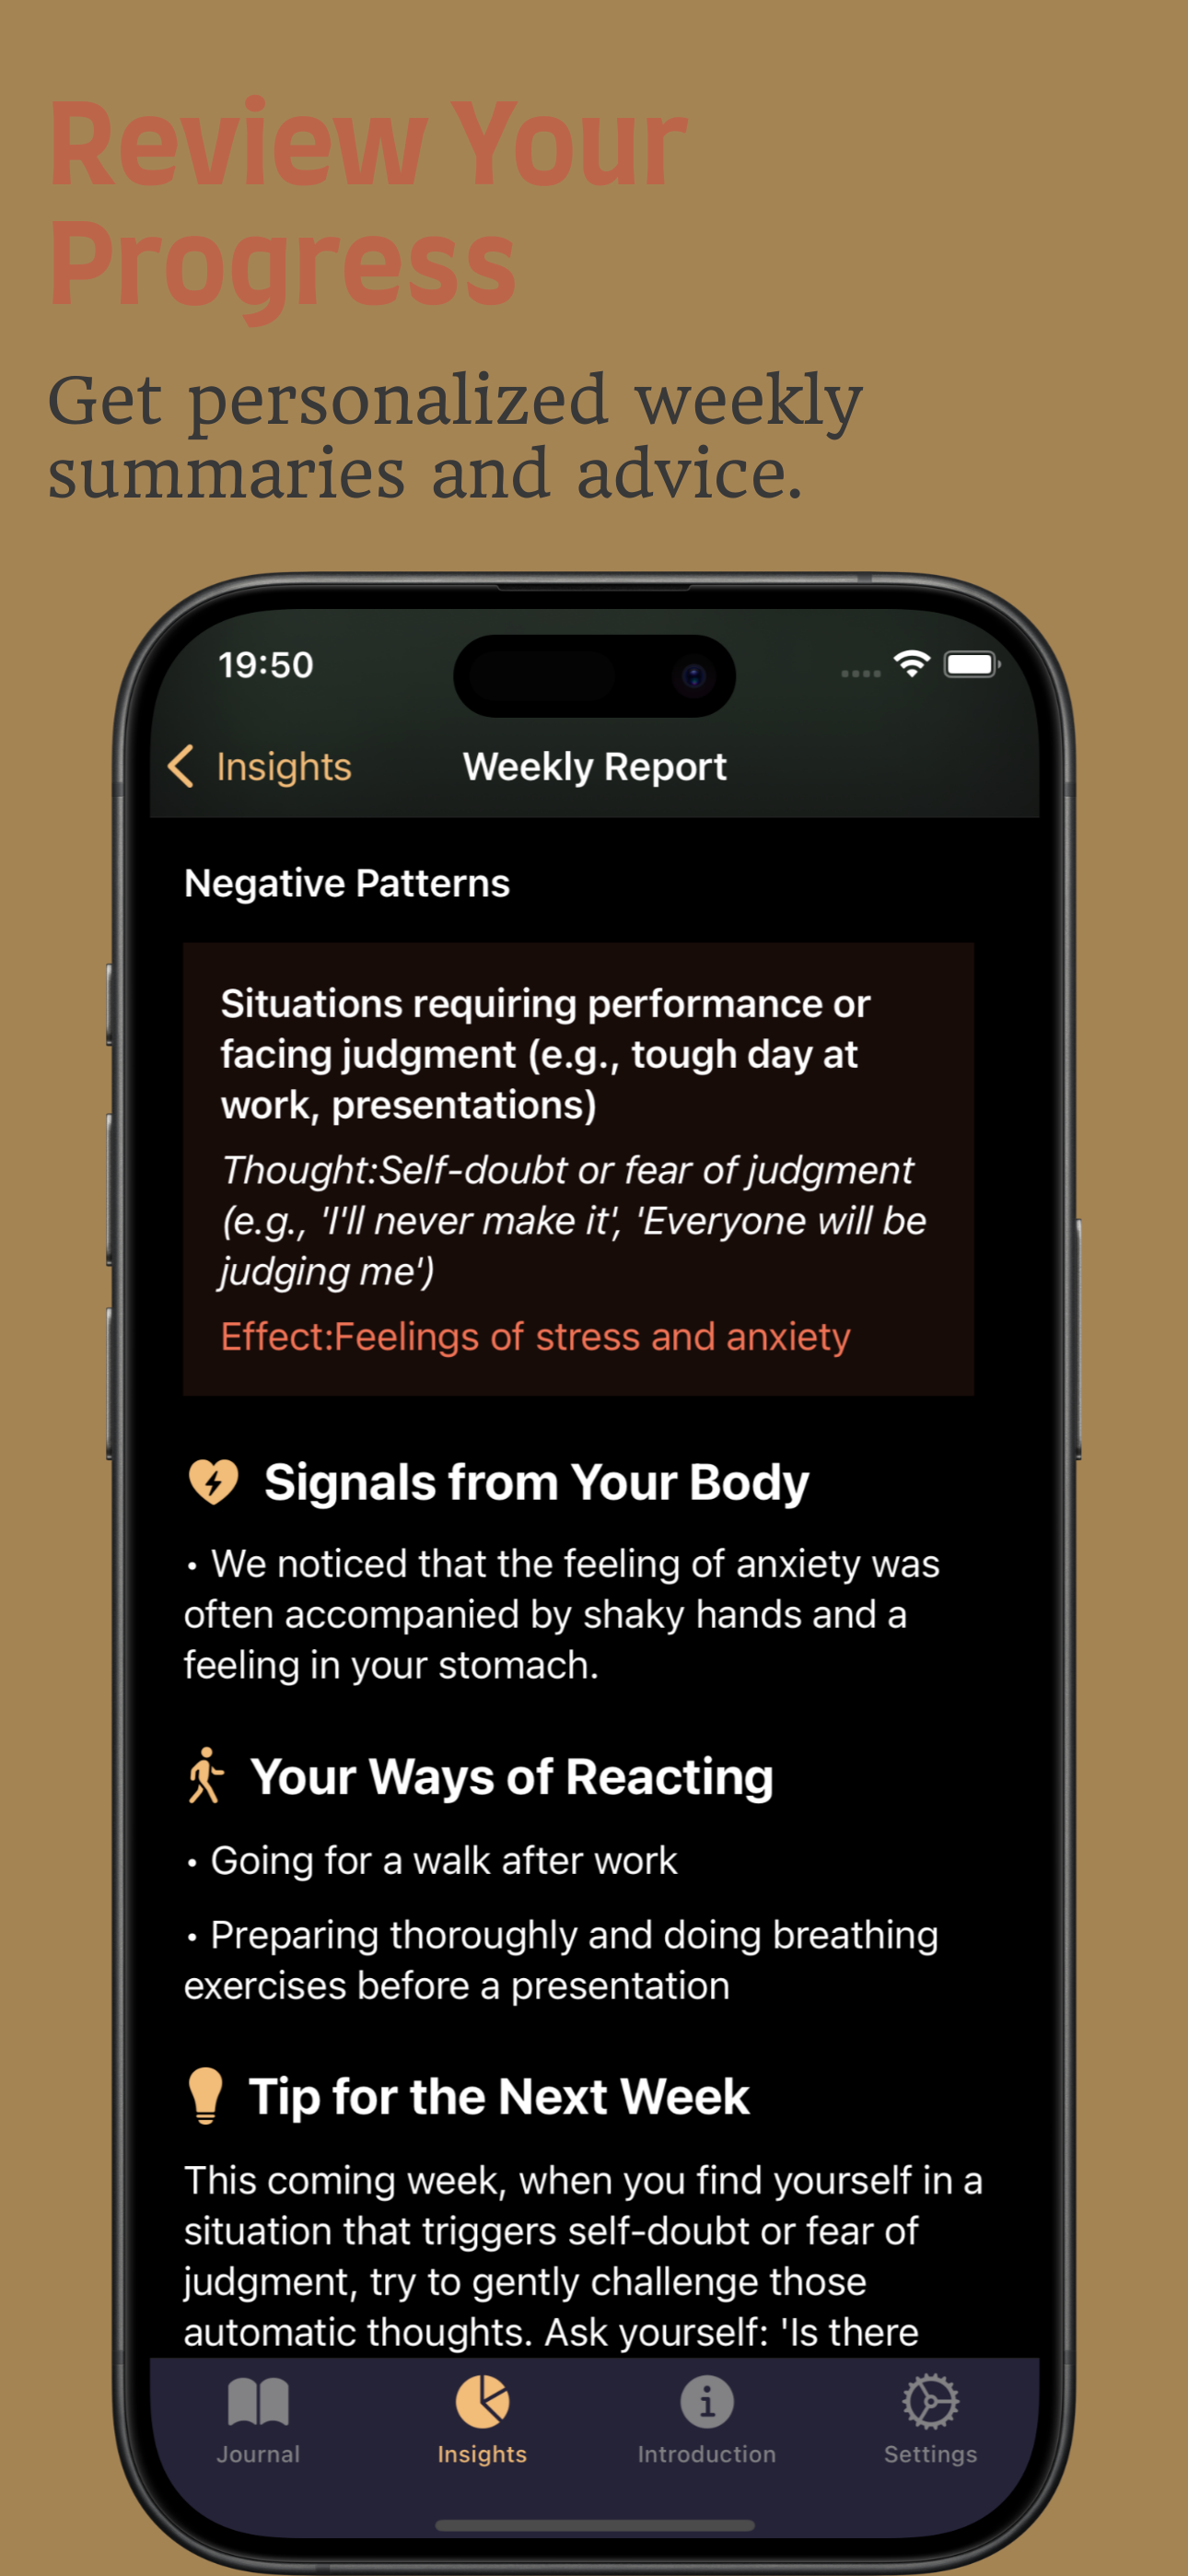 Review Your
Progress
Get personalized weekly
summaries and advice.
19:50
Insights
Weekly Report
Negative Patterns
Situations requiring performance or
facing judgment (e.g., tough day at
work, presentations)
Thought:Self-doubt or fear of judgment
(e.g., 'I'll never make it', 'Everyone will be
judging me')
Effect:Feelings of stress and anxiety
Signals from Your Body
• We noticed that the feeling of anxiety was
often accompanied by shaky hands and a
feeling in your stomach.
Your Ways of Reacting
• Going for a walk after work
• Preparing thoroughly and doing breathing
exercises before a presentation
Tip for the Next Week
This coming week, when you find yourself in a
situation that triggers self-doubt or fear of
judgment, try to gently challenge those
automatic thoughts. Ask yourself: 'Is there
Journal
Insights
Introduction
Settings